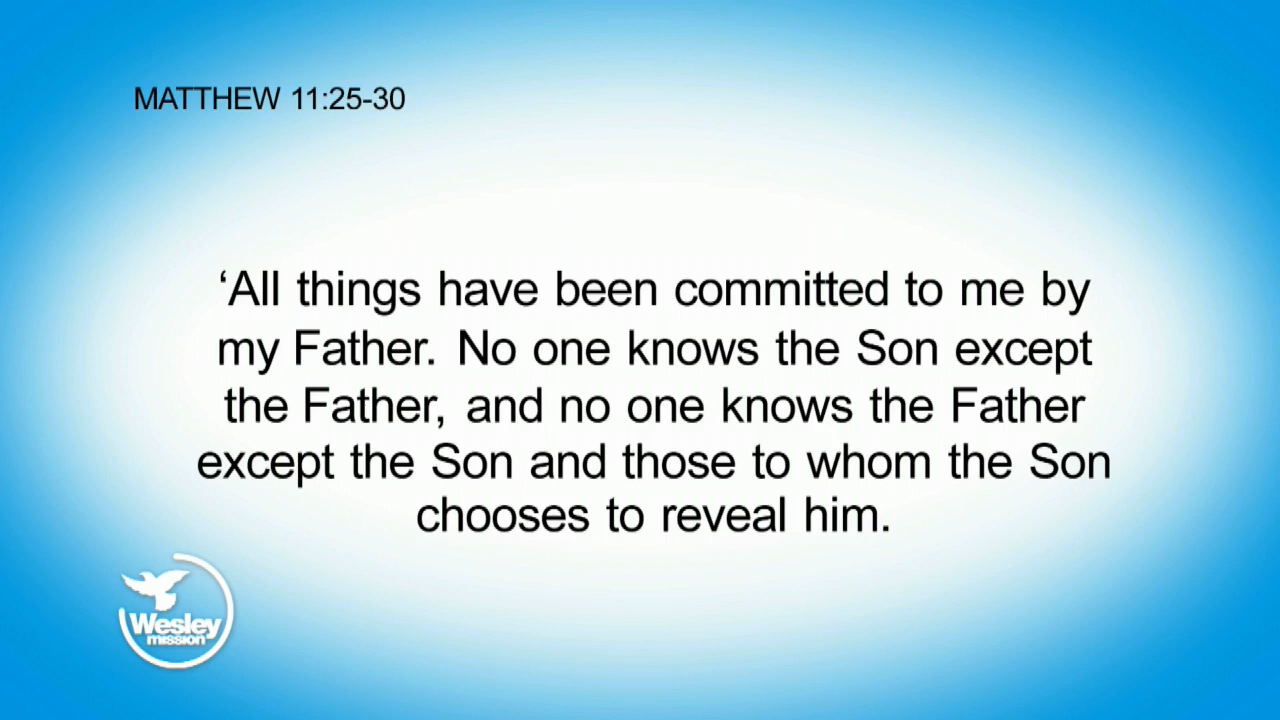 MATTHEW 11:25-30
‘All things have been committed to me by
my Father. No one knows the Son except
the Father, and no one knows the Father
except the Son and those to whom the Son
chooses to reveal him.
Wesley
mission